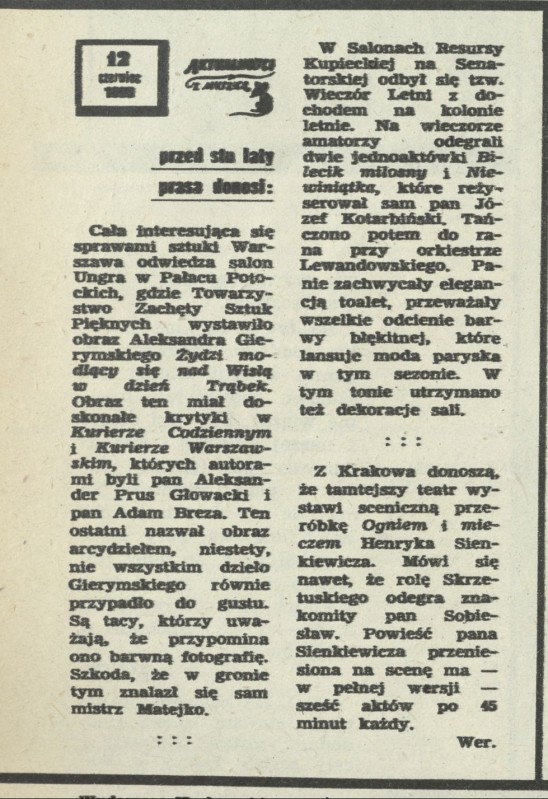 12
czerwiec
AKTUALNOŚCI
Z MYSZKĄ
przed stu laty
prasa donosi:
Cała interesująca się
sprawami sztuki War-
szawa odwiedza salon
Ungra w Pałacu Poto-
ckich, gdzie Towarzy-
stwo Zachęty Sztuk
Pięknych wystawiło
obraz Aleksandra Gie-
rymskiego Żydzi mo-
dlący się nad Wisłą
w dzień Trąbek.
Obraz ten miał do-
skonałe krytyki w
Kurierze Codziennym
i Kurierze Warszaw-
skim, których autora-
mi byli pan Aleksan-
der Prus Głowacki i
pan Adam Breza. Ten
ostatni nazwał obraz
arcydziełem, niestety,
nie wszystkim dzieło
Gierymskiego równie
przypadło do gustu.
Są tacy, którzy uwa-
żają, że przypomina
ono barwną fotografię.
Szkoda, że w gronie
tym znalazł się sam
mistrz Matejko.
: : :
W Salonach Resursy
Kupieckiej na Sena-
torskiej odbył się tzw.
Wieczór Letni z do-
chodem na kolonie
letnie. Na wieczorze
amatorzy odegrali
dwie jednoaktówki Bi-
lecik miłosny i Nie-
winiątka, które reży-
serował sam pan Jó-
zef Kotarbiński. Tań-
czono potem do ra-
na przy orkiestrze
Lewandowskiego. Pa-
nie zachwycały elegan-
cją toalet, przeważały
wszelkie odcienie bar-
wy błękitnej, które
lansuje moda paryska
w tym sezonie. W
tym tonie utrzymano
też dekoracje sali.
: : :
Z Krakowa donoszą,
że tamtejszy teatr wy-
stawi sceniczną prze-
róbkę Ogniem i mie-
czem Henryka Sien-
kiewicza. Mówi się
nawet, że rolę Skrze-
tuskiego odegra zna-
komity pan Sobie-
sław. Powieść pana
Sienkiewicza przenie-
siona na scenę ma —
w pełnej wersji —
sześć aktów po 45
minut każdy.
Wer.